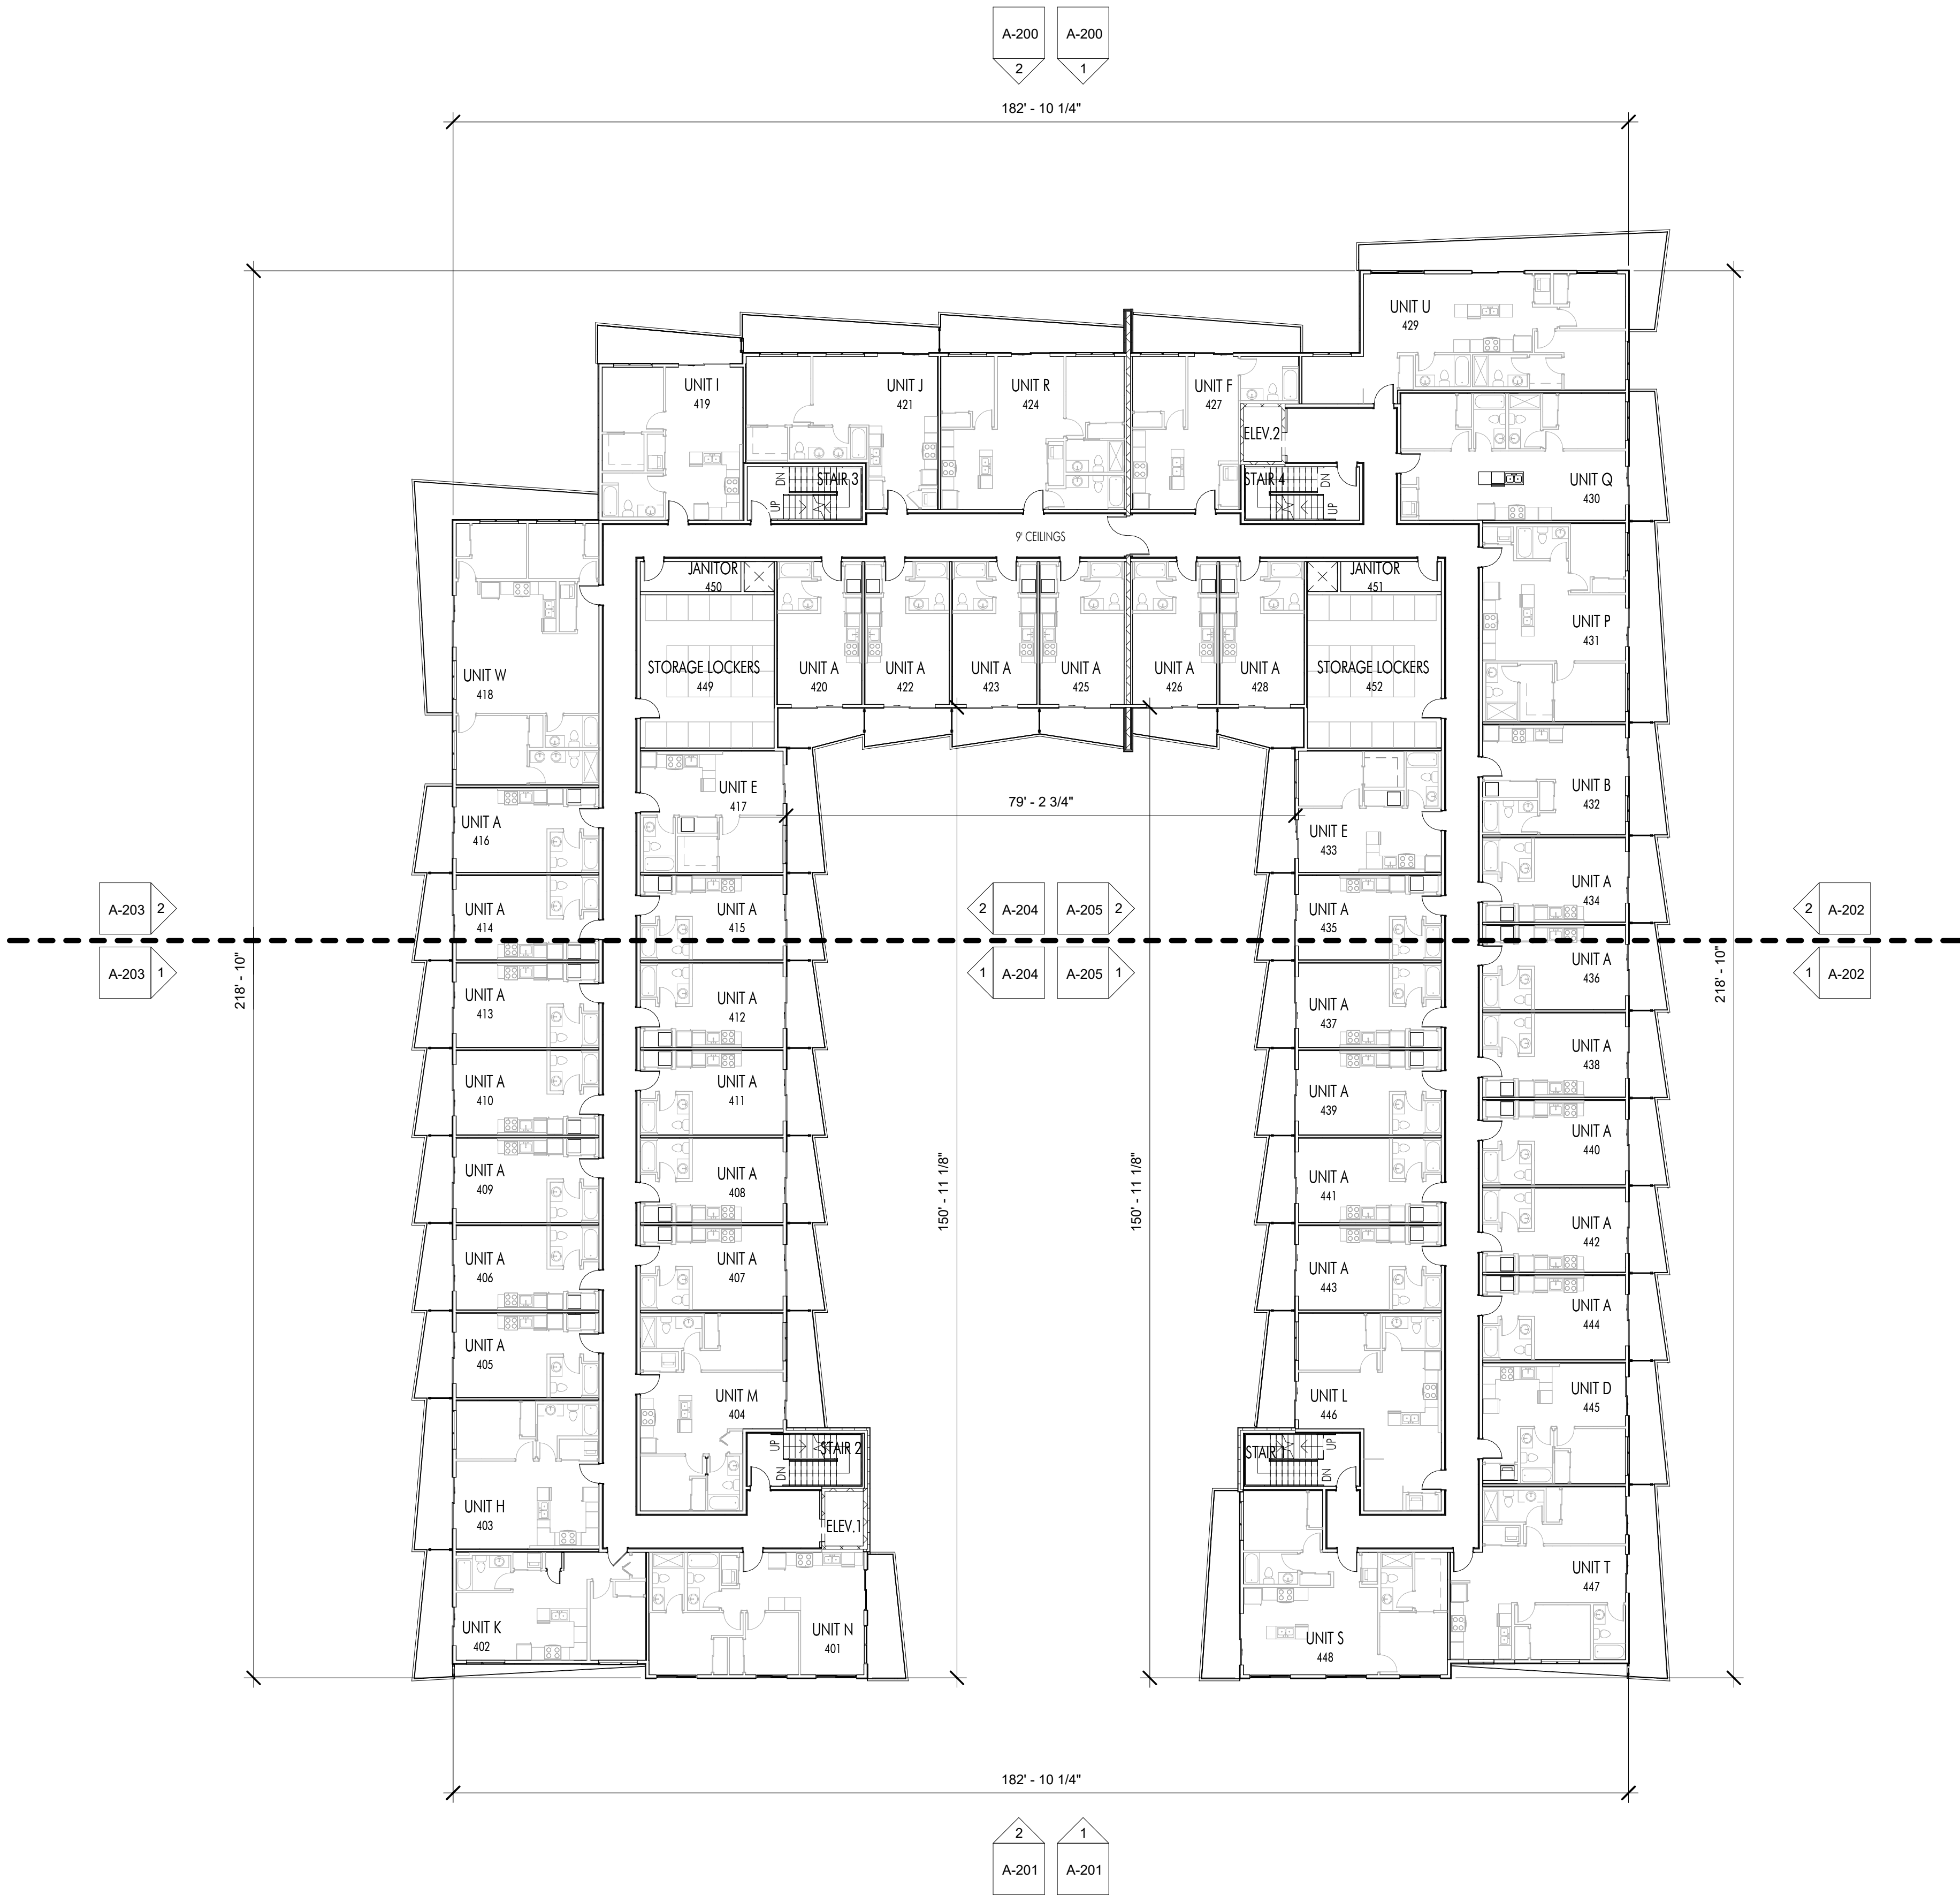 A-200
A-200
2
1
182' - 10 1/4"
UNIT U
429
UNIT I
419
UNIT J
421
UNIT R
424
UNIT F
427
ELEV.2
DN
STAIR 3
UP
STAIR 4
DN
UP
UNIT Q
430
9' CEILINGS
JANITOR
450
JANITOR
451
UNIT P
431
UNIT W
418
STORAGE LOCKERS
449
UNIT A
420
UNIT A
422
UNIT A
423
UNIT A
425
UNIT A
426
UNIT A
428
STORAGE LOCKERS
452
UNIT E
417
79' - 2 3/4"
UNIT B
432
UNIT A
416
UNIT E
433
UNIT A
434
A-203
2
UNIT A
414
UNIT A
415
2
A-204
A-205
2
UNIT A
435
2
A-202
A-203
1
218' - 10"
UNIT A
413
UNIT A
412
1
A-204
A-205
1
UNIT A
437
UNIT A
436
218' - 10"
1
A-202
UNIT A
438
UNIT A
410
UNIT A
411
UNIT A
439
UNIT A
440
UNIT A
409
UNIT A
408
150' - 11 1/8"
150' - 11 1/8"
UNIT A
441
UNIT A
442
UNIT A
406
UNIT A
407
UNIT A
443
UNIT A
444
UNIT A
405
UNIT M
404
UNIT L
446
UNIT D
445
UP
STAIR 2
DN
STAIR 1
UP
DN
UNIT H
403
ELEV.1
UNIT T
447
UNIT K
402
UNIT N
401
UNIT S
448
182' - 10 1/4"
2
1
A-201
A-201